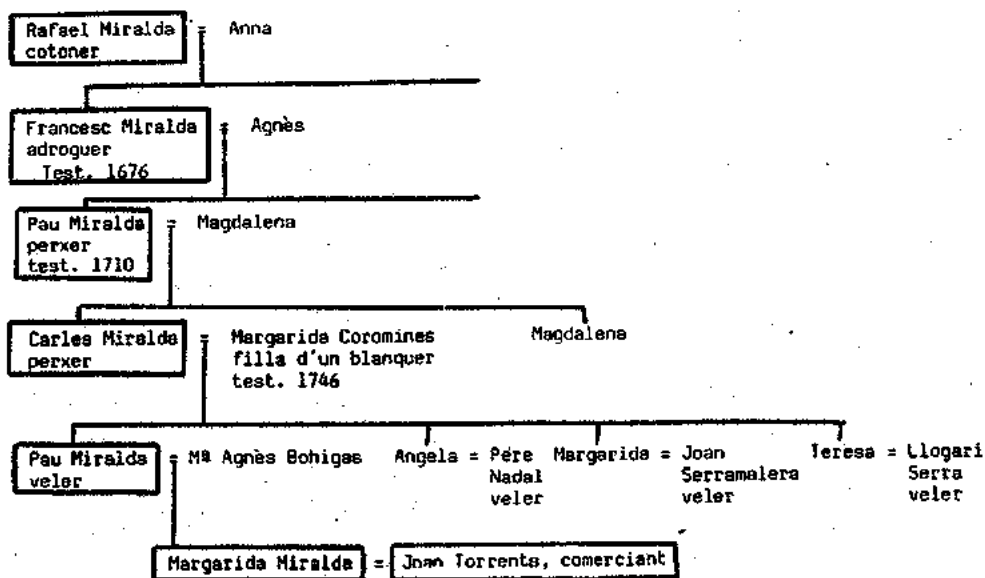 Rafael Miralda = Anna
cotoner
Francesc Miralda = Agnès
adroguer
Test. 1676
Pau Miralda = Magdalena
perxer
test. 1710
Carles Miralda = Margarida Coromines
perxer
filla d'un blanquer
test. 1746
Magdalena
Pau Miralda = Mª Agnès Bohigas
veler
Angela = Pere
Nadal
veler
Margarida = Joan
Serramalera
veler
Teresa = Llogari
Serra
veler
Margarida Miralda = Joan Torrents, comerciant